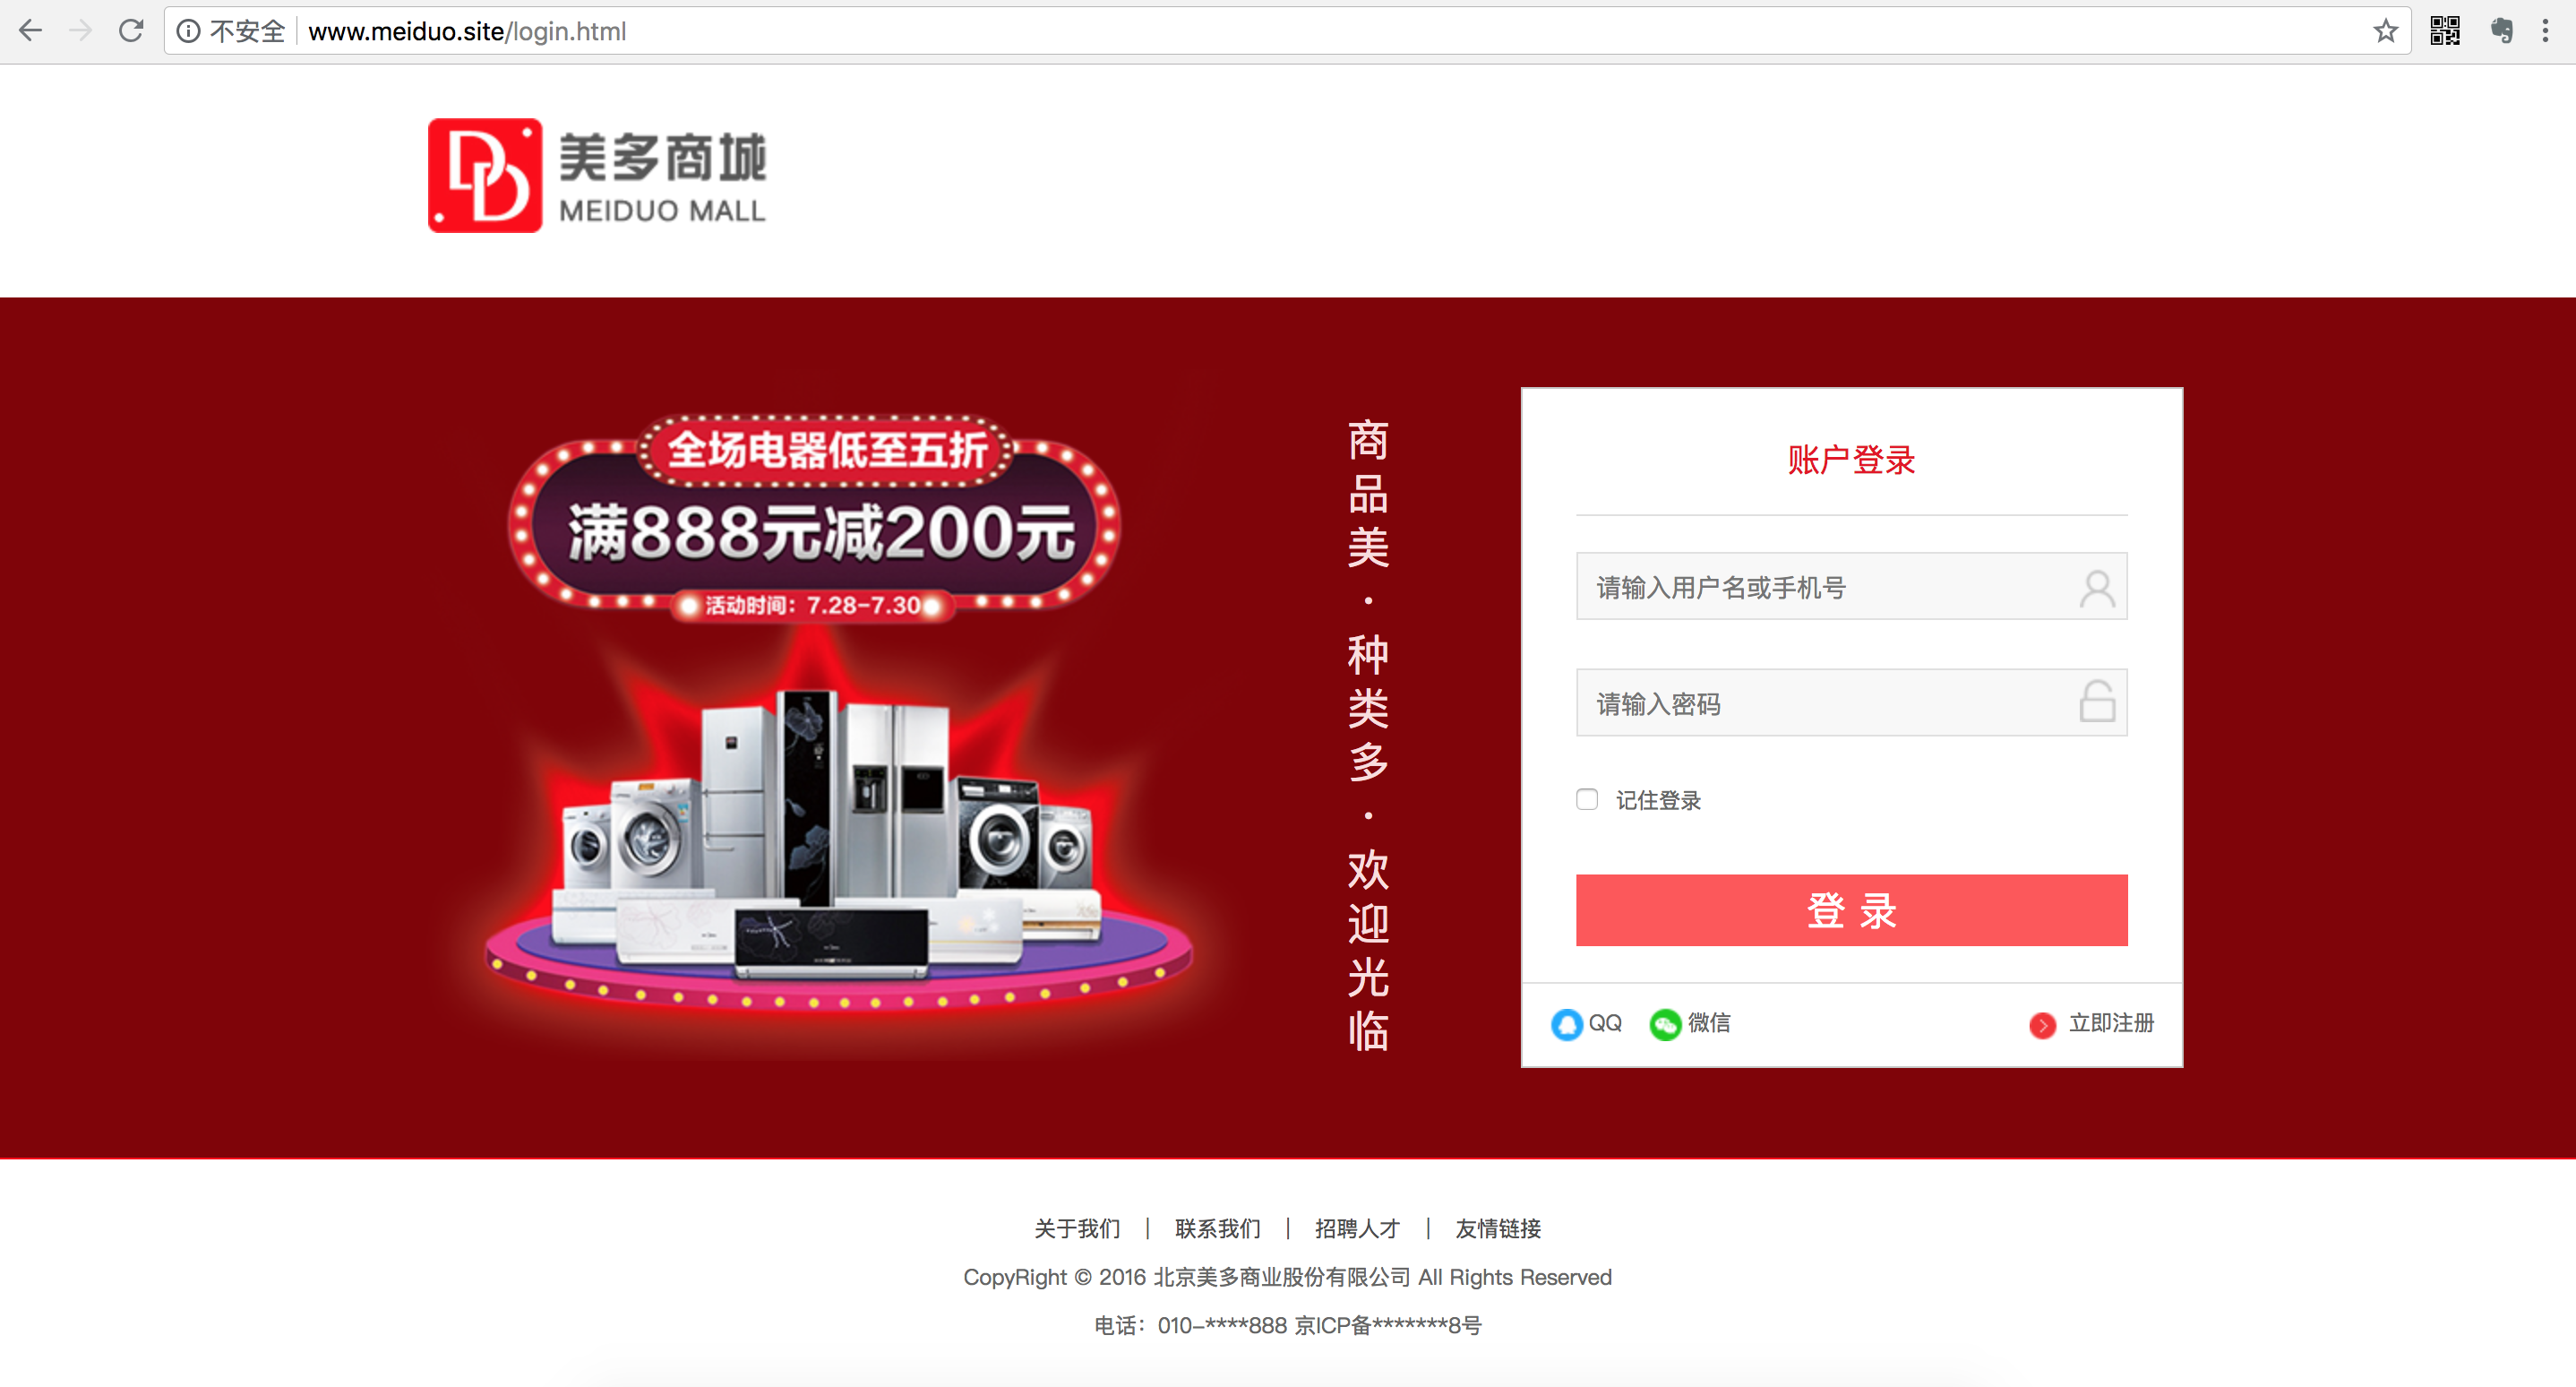 不安全 www.meiduo.site/login.html
美多商城
MEIDUO MALL
全场电器低至五折
满888元减200元
活动时间：7.28-7.30
商品美·种类多·欢迎光临
账户登录
请输入用户名或手机号
请输入密码
记住登录
登 录
QQ 微信 立即注册
关于我们 | 联系我们 | 招聘人才 | 友情链接
CopyRight © 2016 北京美多商业股份有限公司 All Rights Reserved
电话：010-****888 京ICP备*******8号